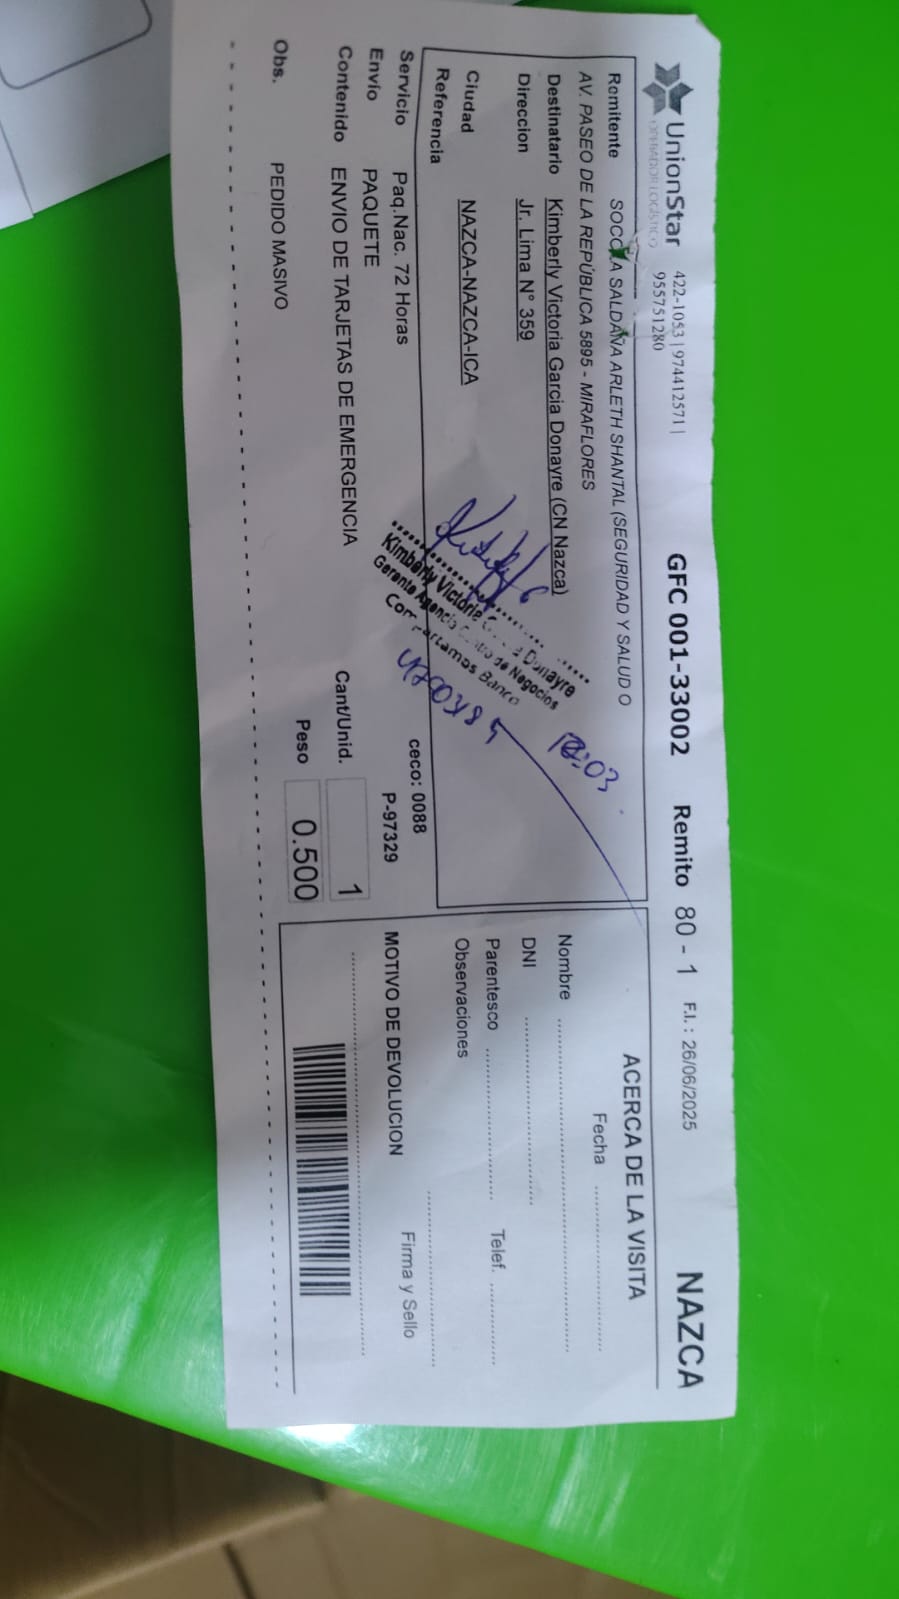 UnionStar
OPERADOR LOGÍSTICO
422-1053 | 974412571 |
955751280
GFC 001-33002 Remito 80 - 1 F.I. : 26/06/2025 NAZCA
Remitente SALDAÑA ARLETH SHANTAL (SEGURIDAD Y SALUD O
AV. PASEO DE LA REPÚBLICA 5895 - MIRAFLORES
Destinatario Kimberly Victoria Garcia Donayre (CN Nazca)
Direccion Jr. Lima N° 359
Ciudad NAZCA-NAZCA-ICA
Referencia
Kimberly Victoria Donayre
Gerente Agencia de Negocios
Compartamos Banco
Servicio Paq.Nac. 72 Horas ceco: 0088
Envío PAQUETE P-97329
Contenido ENVIO DE TARJETAS DE EMERGENCIA Cant/Unid. 1
Peso 0.500
Obs. PEDIDO MASIVO
ACERCA DE LA VISITA
Fecha
Nombre
DNI
Parentesco Telef.
Observaciones
MOTIVO DE DEVOLUCION
Firma y Sello